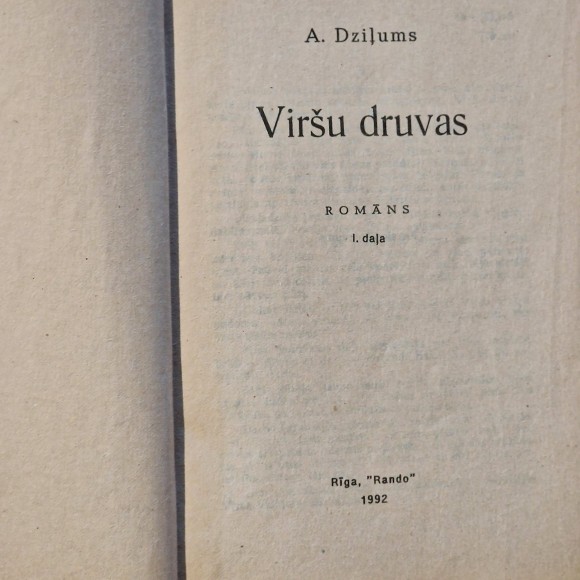 A. Dziļums
Viršu druvas
ROMĀNS
I. daļa
Rīga, "Rando"
1992